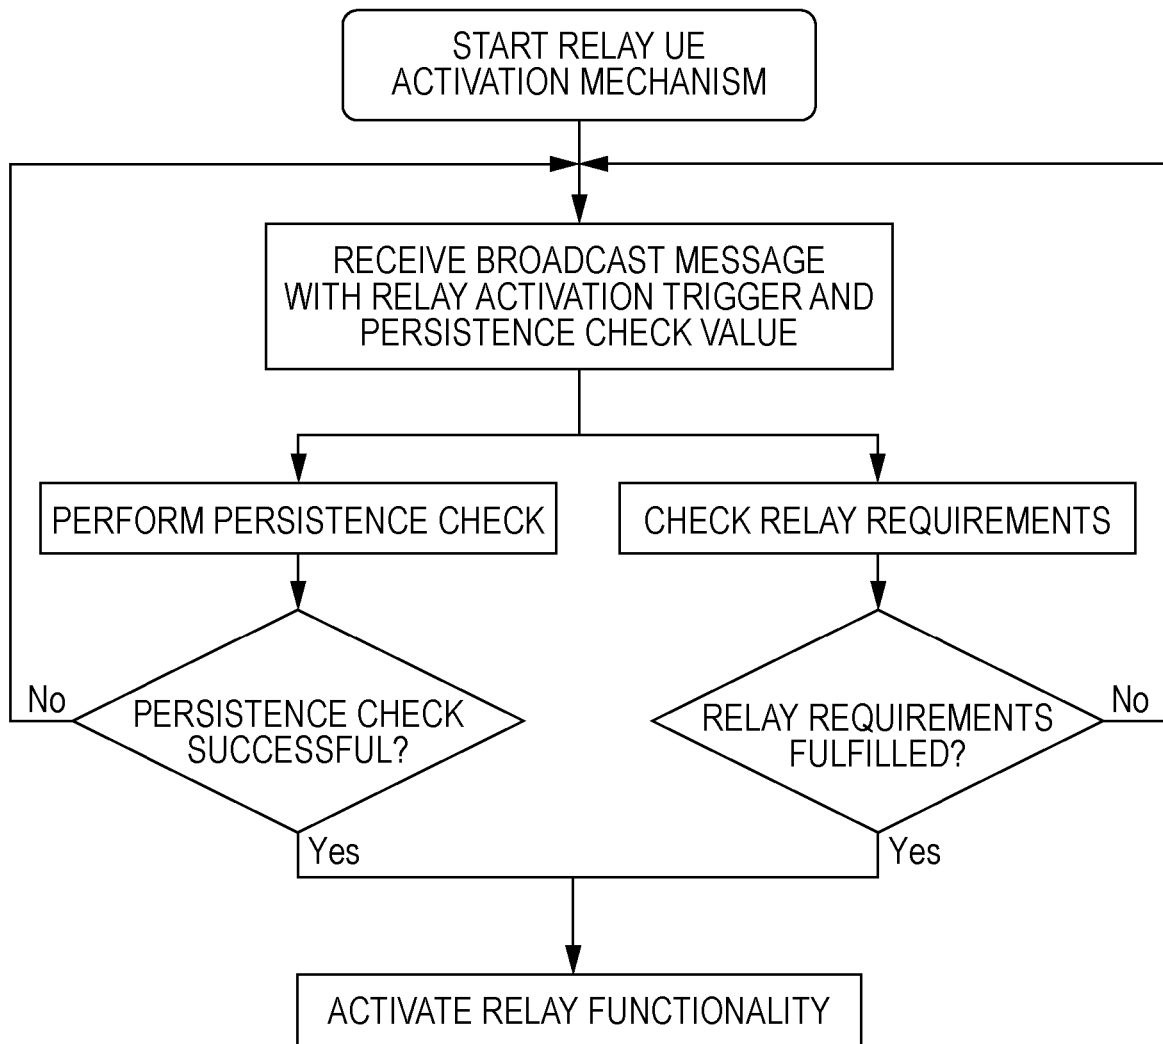 START RELAY UE
ACTIVATION MECHANISM
RECEIVE BROADCAST MESSAGE
WITH RELAY ACTIVATION TRIGGER AND
PERSISTENCE CHECK VALUE
PERFORM PERSISTENCE CHECK
CHECK RELAY REQUIREMENTS
No
PERSISTENCE CHECK
SUCCESSFUL?
Yes
RELAY REQUIREMENTS
FULFILLED?
No
Yes
ACTIVATE RELAY FUNCTIONALITY